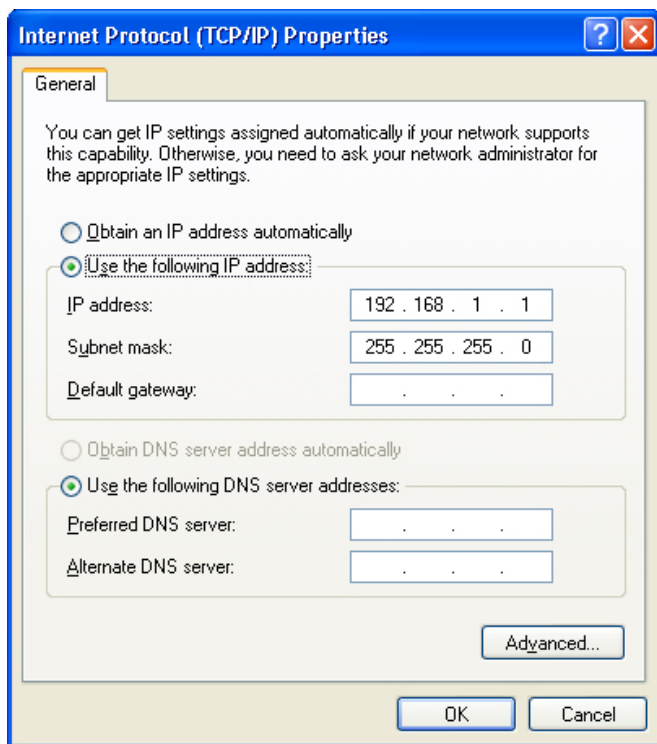 Internet Protocol (TCP/IP) Properties
General
You can get IP settings assigned automatically if your network supports
this capability. Otherwise, you need to ask your network administrator for
the appropriate IP settings.
Obtain an IP address automatically
Use the following IP address:
IP address: 192 . 168 . 1 . 1
Subnet mask: 255 . 255 . 255 . 0
Default gateway: . . .
Obtain DNS server address automatically
Use the following DNS server addresses:
Preferred DNS server: . . .
Alternate DNS server: . . .
Advanced...
OK Cancel